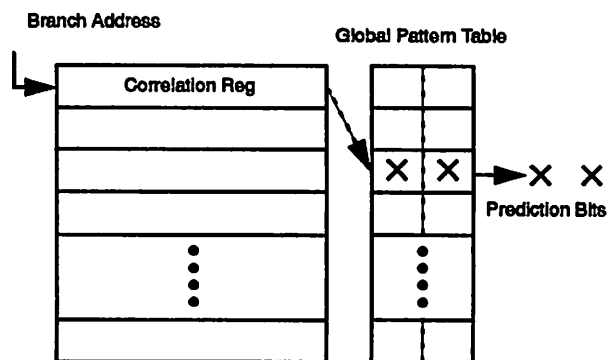 Branch Address
Global Pattern Table
Correlation Reg
Prediction Bits